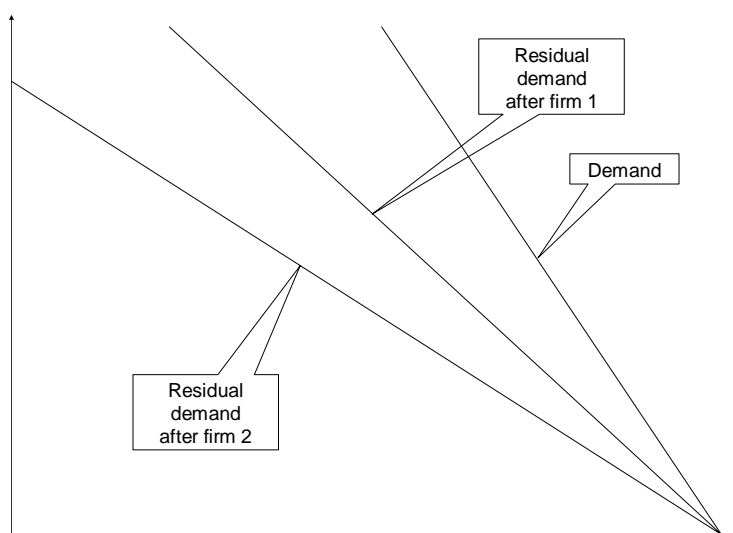 Residual
demand
after firm 1
Demand
Residual
demand
after firm 2